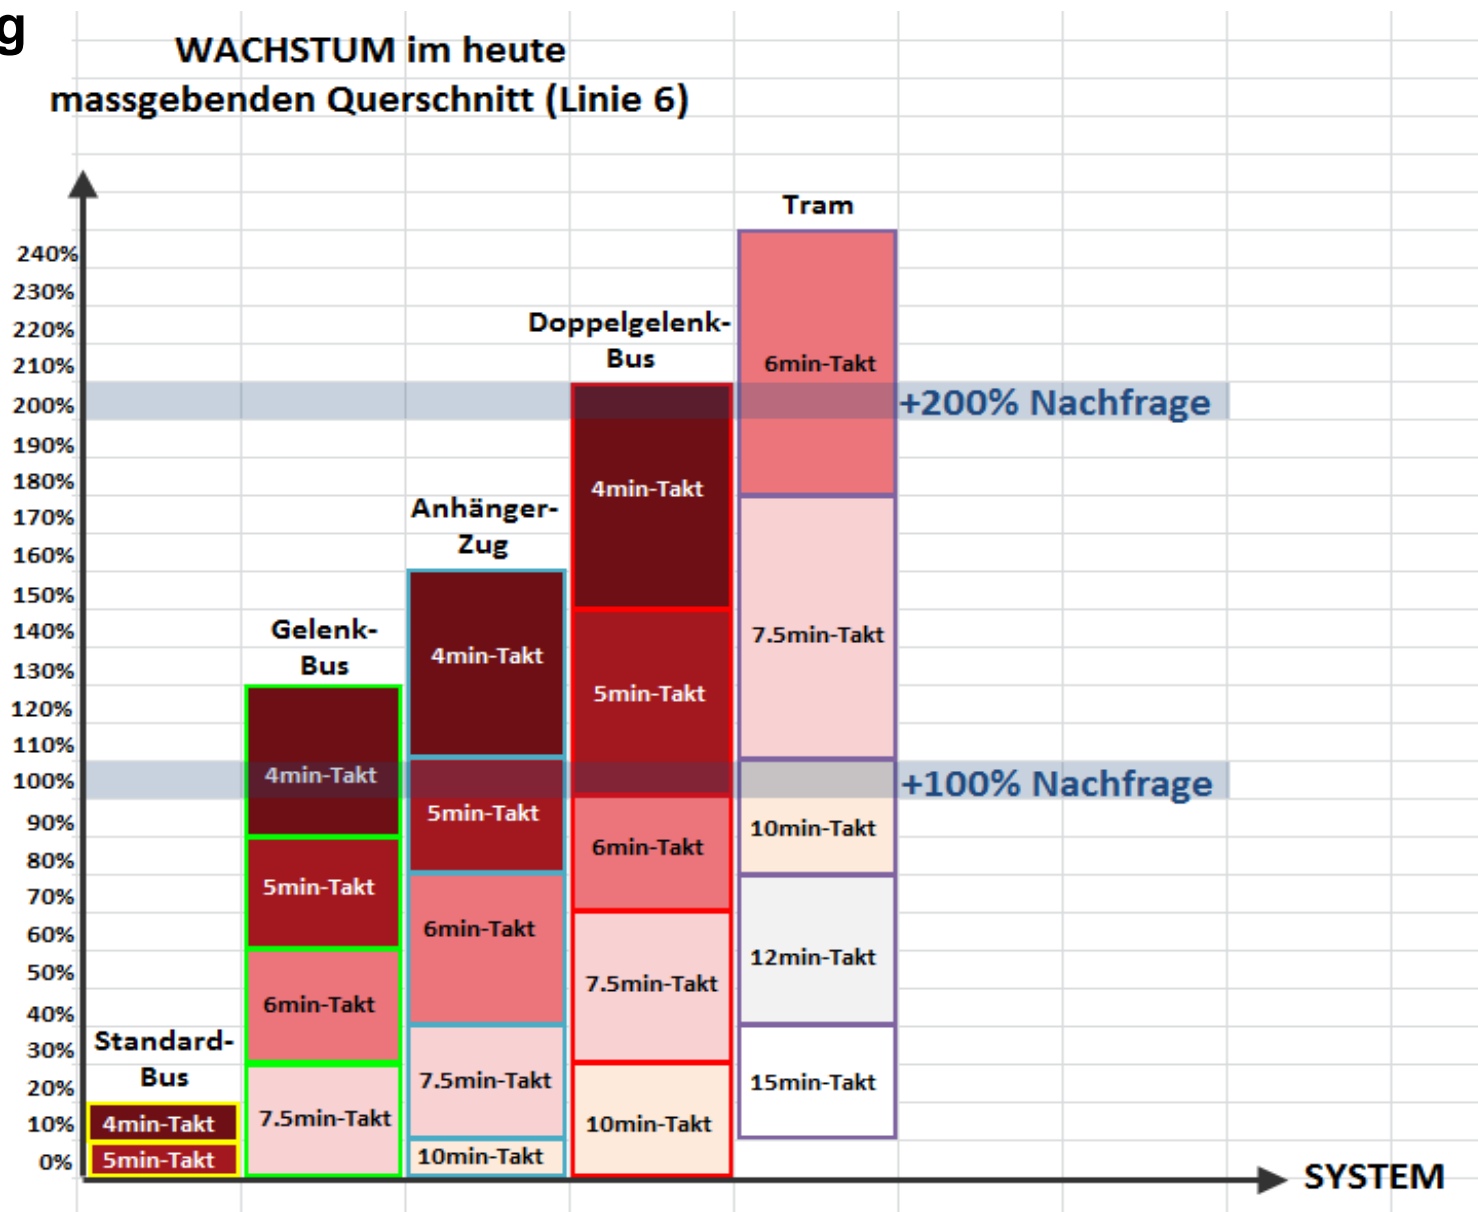 g
WACHSTUM im heute
massgebenden Querschnitt (Linie 6)
Tram
240%
230%
220%
210%
200%
190%
180%
170%
160%
150%
140%
130%
120%
110%
100%
90%
80%
70%
60%
50%
40%
30%
20%
10%
0%
Standard-
Bus
4min-Takt
5min-Takt
Gelenk-
Bus
4min-Takt
5min-Takt
6min-Takt
7.5min-Takt
Anhänger-
Zug
4min-Takt
5min-Takt
6min-Takt
7.5min-Takt
10min-Takt
Doppelgelenk-
Bus
4min-Takt
5min-Takt
6min-Takt
7.5min-Takt
10min-Takt
6min-Takt
7.5min-Takt
10min-Takt
12min-Takt
15min-Takt
+200% Nachfrage
+100% Nachfrage
SYSTEM